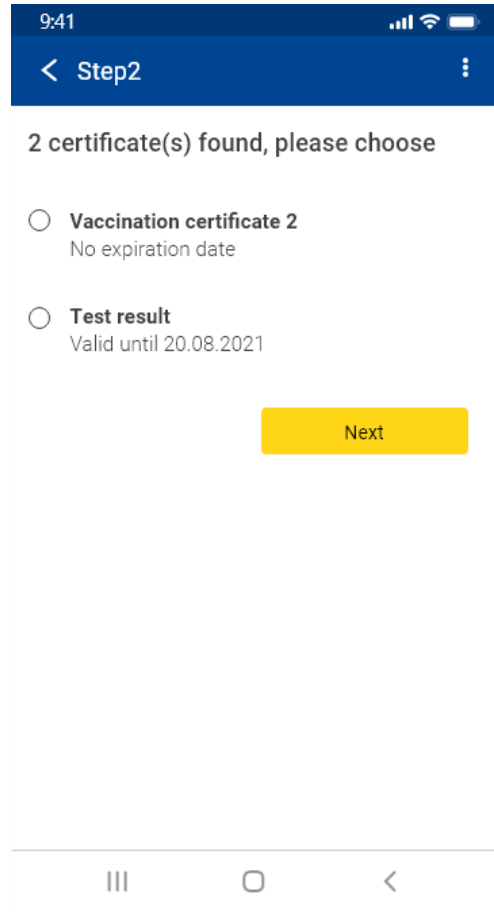 9:41
Step2
2 certificate(s) found, please choose
Vaccination certificate 2
No expiration date
Test result
Valid until 20.08.2021
Next